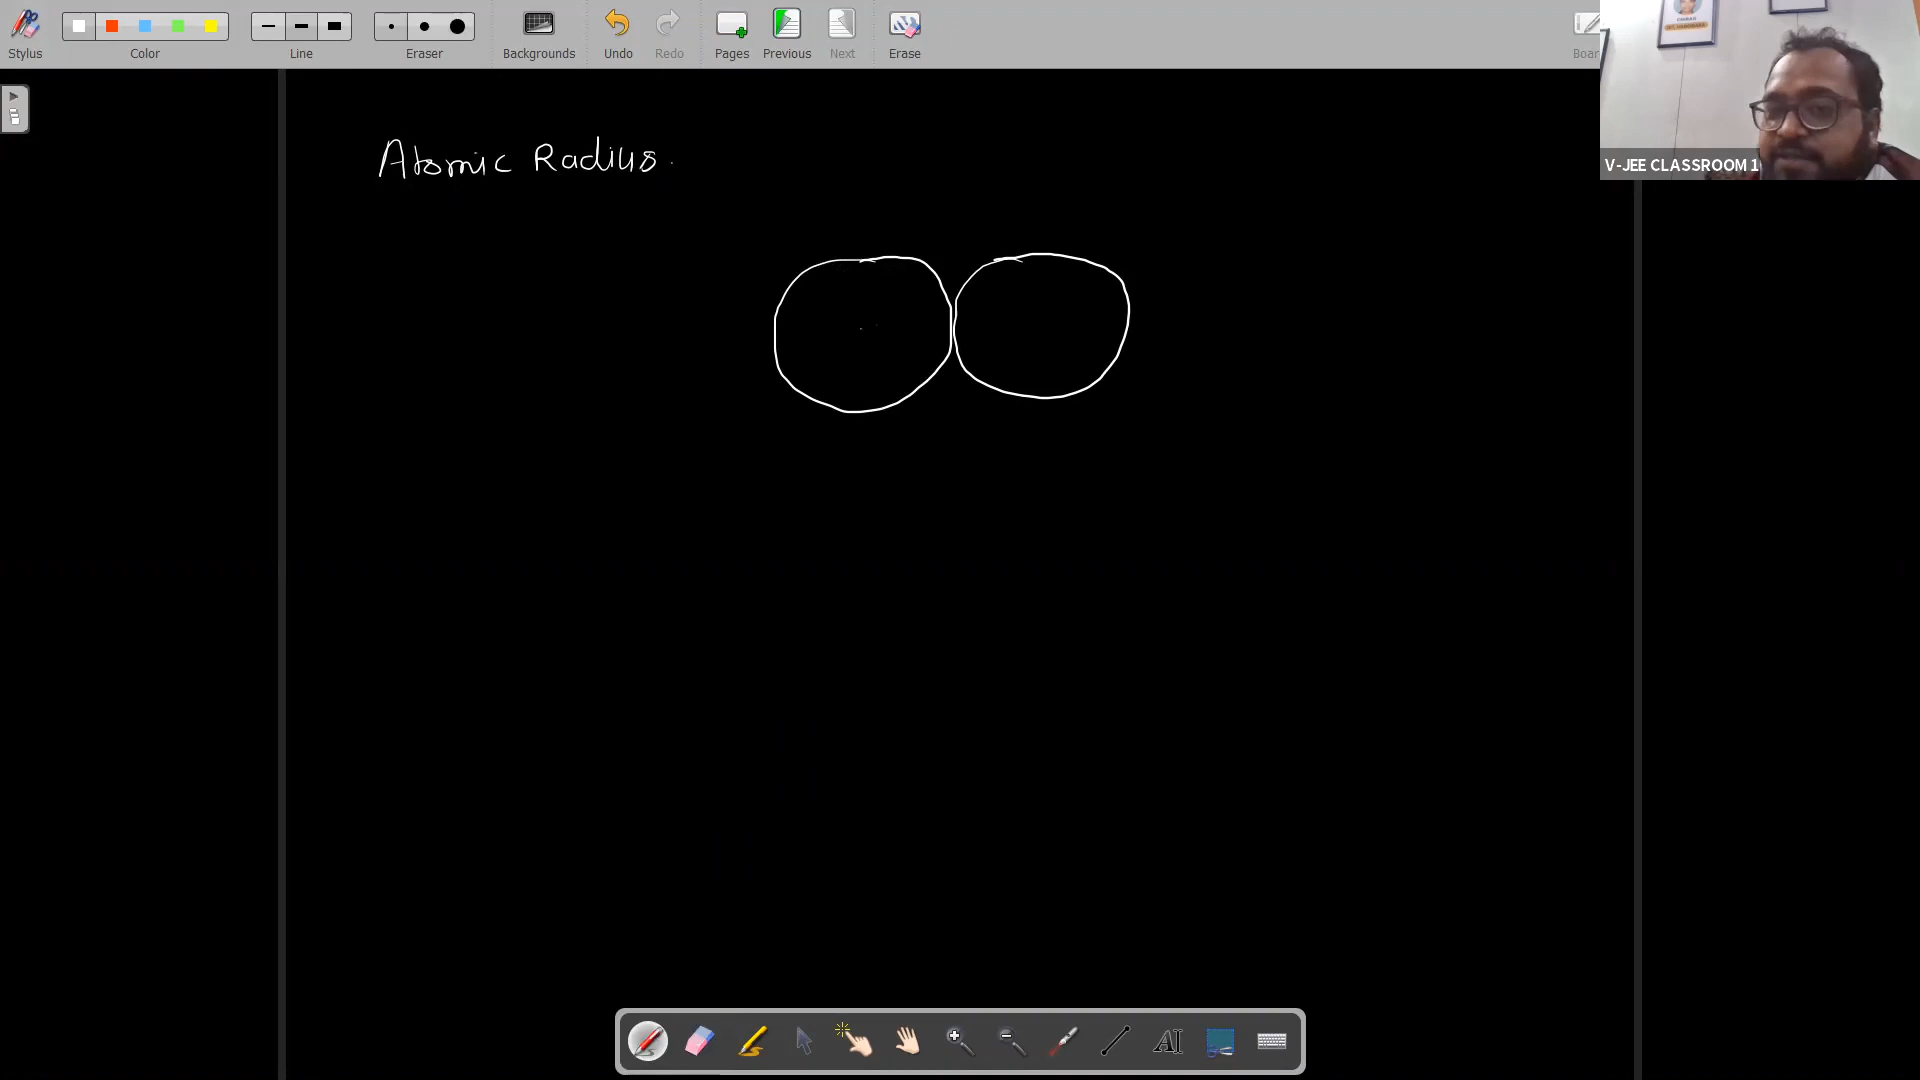 Stylus Color Line Eraser Backgrounds Undo Redo Pages Previous Next Erase
V-JEE CLASSROOM 1
Atomic Radius.